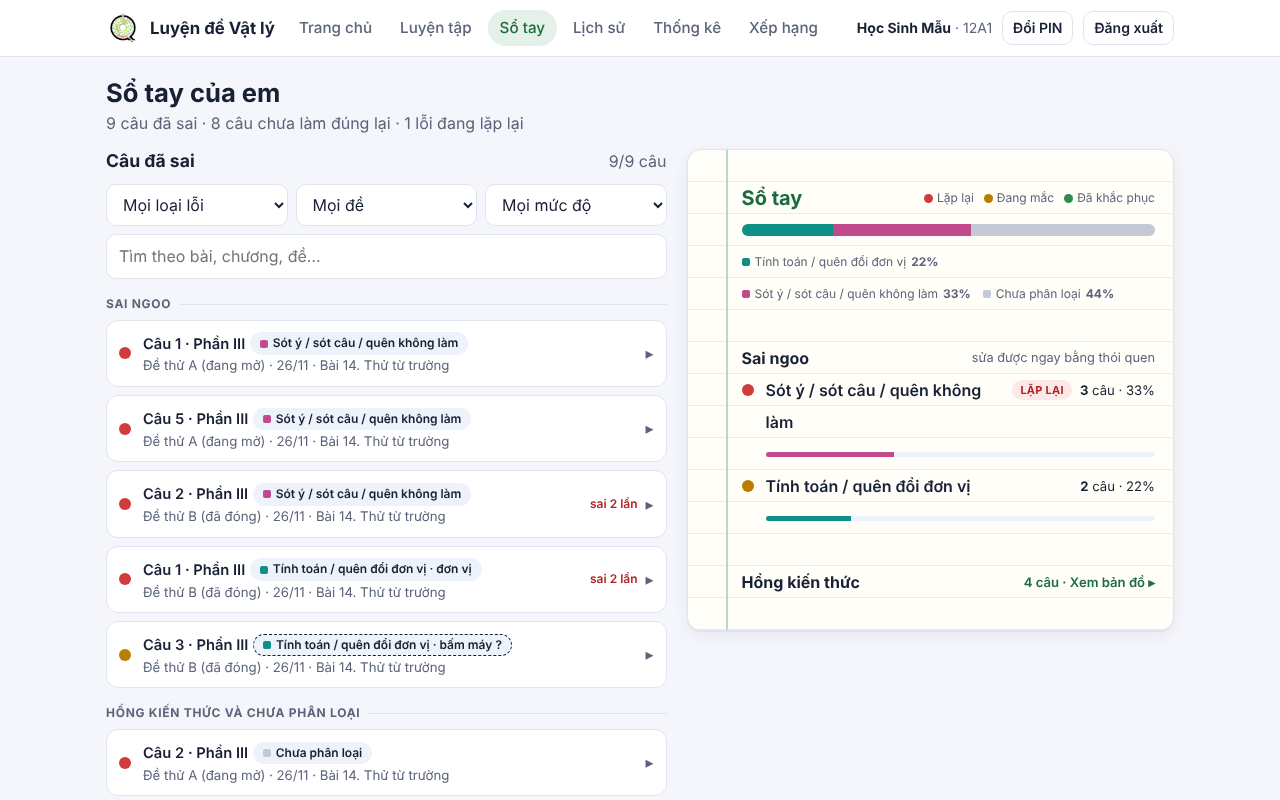 Luyện đề Vật lý
Trang chủ
Luyện tập
Sổ tay
Lịch sử
Thống kê
Xếp hạng
Học Sinh Mẫu · 12A1
Đổi PIN
Đăng xuất
Sổ tay của em
9 câu đã sai · 8 câu chưa làm đúng lại · 1 lỗi đang lặp lại
Câu đã sai
9/9 câu
Mọi loại lỗi
Mọi đề
Mọi mức độ
Tìm theo bài, chương, đề...
SAI NGOO
Câu 1 · Phần III Sót ý / sót câu / quên không làm
Đề thử A (đang mở) · 26/11 · Bài 14. Thử từ trường
Câu 5 · Phần III Sót ý / sót câu / quên không làm
Đề thử A (đang mở) · 26/11 · Bài 14. Thử từ trường
Câu 2 · Phần III Sót ý / sót câu / quên không làm
Đề thử B (đã đóng) · 26/11 · Bài 14. Thử từ trường
sai 2 lần
Câu 1 · Phần III Tính toán / quên đổi đơn vị · đơn vị
Đề thử B (đã đóng) · 26/11 · Bài 14. Thử từ trường
sai 2 lần
Câu 3 · Phần III Tính toán / quên đổi đơn vị · bấm máy ?
Đề thử B (đã đóng) · 26/11 · Bài 14. Thử từ trường
HỔNG KIẾN THỨC VÀ CHƯA PHÂN LOẠI
Câu 2 · Phần III Chưa phân loại
Đề thử A (đang mở) · 26/11 · Bài 14. Thử từ trường
Sổ tay
Lặp lại Đang mắc Đã khắc phục
Tính toán / quên đổi đơn vị 22%
Sót ý / sót câu / quên không làm 33% Chưa phân loại 44%
Sai ngoo
sửa được ngay bằng thói quen
Sót ý / sót câu / quên không
làm
LẶP LẠI 3 câu · 33%
Tính toán / quên đổi đơn vị
2 câu · 22%
Hổng kiến thức
4 câu · Xem bản đồ ▸